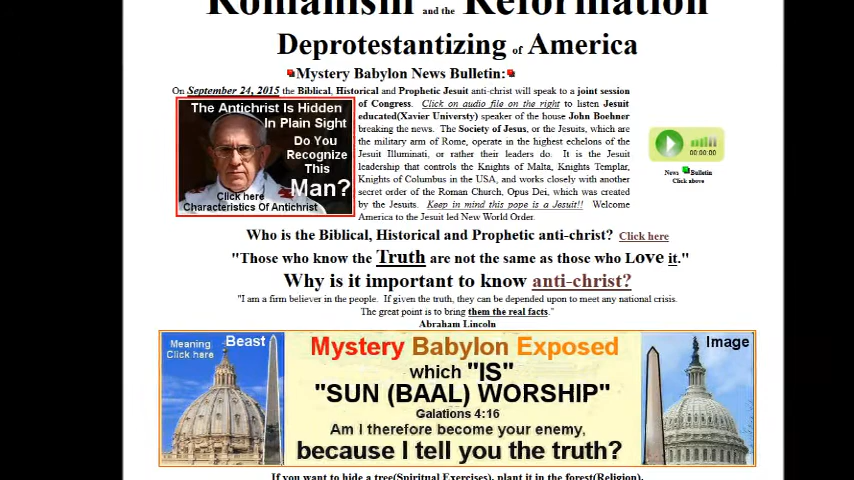 Romanism and the Reformation
Deprotestantizing of America
Mystery Babylon News Bulletin:
On September 24, 2015 the Biblical, Historical and Prophetic Jesuit anti-christ will speak to a joint session
of Congress. Click on audio file on the right to listen Jesuit
educated(Xavier Universty) speaker of the house John Boehner
breaking the news. The Society of Jesus, or the Jesuits, which are
the military arm of Rome, operate in the highest echelons of the
Jesuit Illuminati, or rather their leaders do. It is the Jesuit
leadership that controls the Knights of Malta, Knights Templar,
Knights of Columbus in the USA, and works closely with another
secret order of the Roman Church, Opus Dei, which was created
by the Jesuits. Keep in mind this pope is a Jesuit!! Welcome
America to the Jesuit led New World Order.
The Antichrist Is Hidden
In Plain Sight
Do You
Recognize
This
Man?
Click here
Characteristics Of Antichrist
00:00:00
News Bulletin
Click above
Who is the Biblical, Historical and Prophetic anti-christ? Click here
"Those who know the Truth are not the same as those who Love it."
Why is it important to know anti-christ?
"I am a firm believer in the people. If given the truth, they can be depended upon to meet any national crisis.
The great point is to bring them the real facts."
Abraham Lincoln
Meaning
Click here
Beast
Mystery Babylon Exposed
which "IS"
"SUN (BAAL) WORSHIP"
Galations 4:16
Am I therefore become your enemy,
because I tell you the truth?
Image
If you want to hide a tree(Spiritual Exercises), plant it in the forest(Religion).